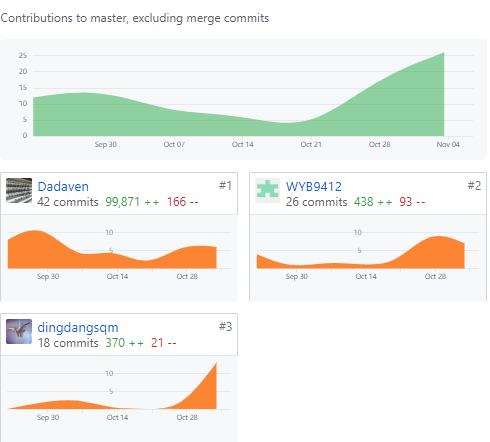 Contributions to master, excluding merge commits
25
20
15
10
5
0
Sep 30
Oct 07
Oct 14
Oct 21
Oct 28
Nov 04
Dadaven
#1
42 commits 99,871 ++ 166 --
10
5
Sep 30
Oct 14
Oct 28
WYB9412
#2
26 commits 438 ++ 93 --
10
5
Sep 30
Oct 14
Oct 28
dingdangsqm
#3
18 commits 370 ++ 21 --
10
5
Sep 30
Oct 14
Oct 28